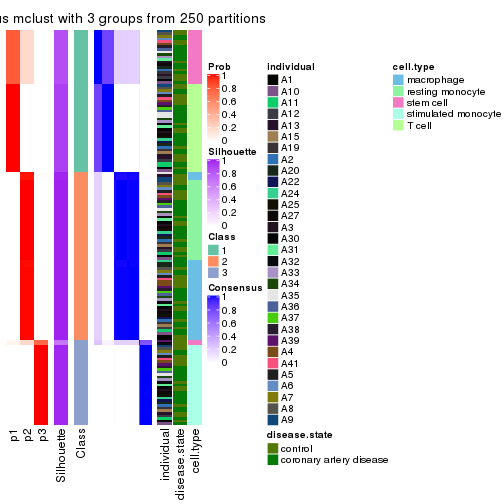 us mclust with 3 groups from 250 partitions
p1
p2
p3
Silhouette
Class
individual
disease.state
cell.type
Prob
1
0.8
0.6
0.4
0.2
0
Silhouette
1
0.8
0.6
0.4
0.2
0
Class
1
2
3
Consensus
1
0.8
0.6
0.4
0.2
0
individual
A1
A10
A11
A12
A13
A15
A19
A2
A20
A22
A24
A25
A27
A3
A30
A31
A32
A33
A34
A35
A36
A37
A38
A39
A4
A41
A5
A6
A7
A8
A9
disease.state
control
coronary artery disease
cell.type
macrophage
resting monocyte
stem cell
stimulated monocyte
T cell